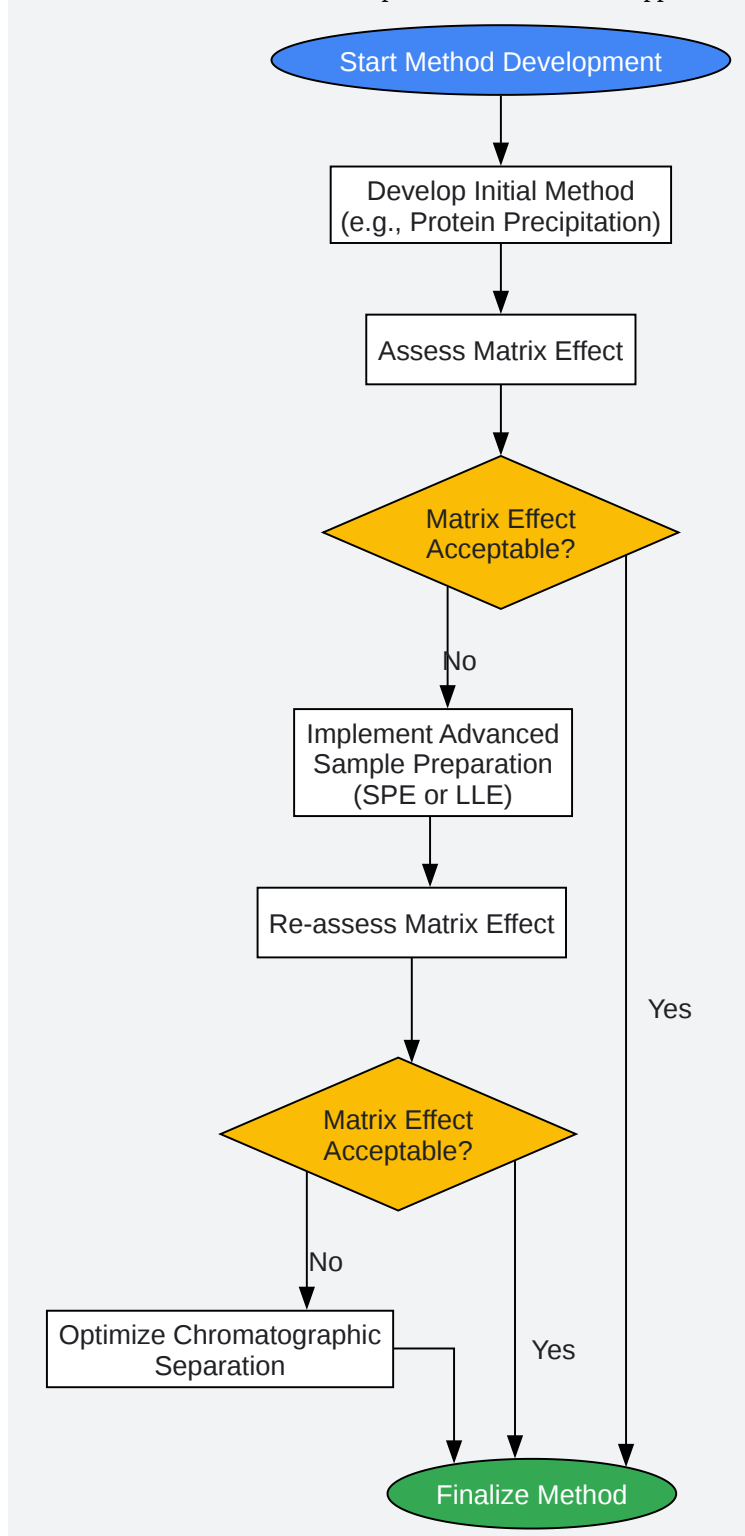 Start Method Development
Develop Initial Method
(e.g., Protein Precipitation)
Assess Matrix Effect
Matrix Effect
Acceptable?
No
Implement Advanced
Sample Preparation
(SPE or LLE)
Re-assess Matrix Effect
Yes
Matrix Effect
Acceptable?
No
Optimize Chromatographic
Separation
Yes
Finalize Method